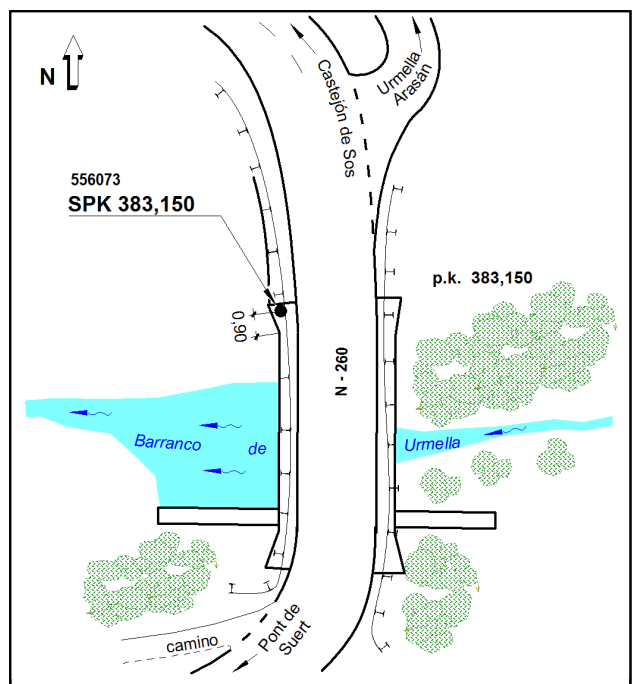 N
Castejón de Sos
Urmella
Arasán
556073
SPK 383,150
p.k. 383,150
0,90
N - 260
Barranco de
Urmella
camino
Pont de
Suert